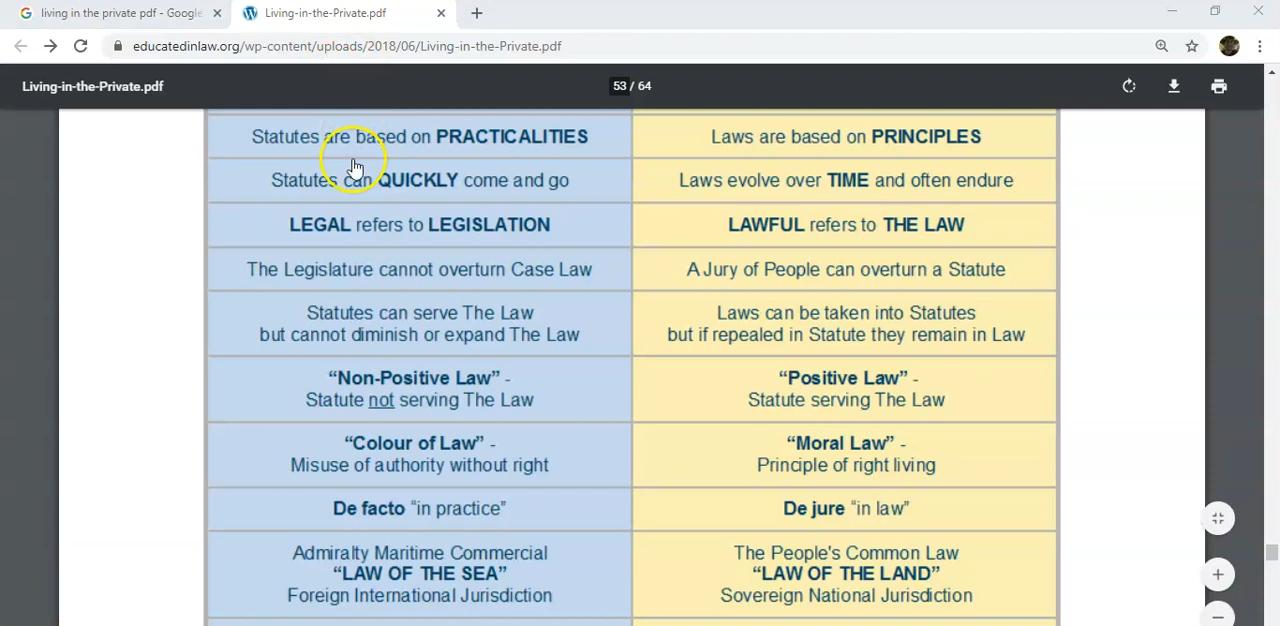 living in the private pdf - Google
Living-in-the-Private.pdf
educatedinlaw.org/wp-content/uploads/2018/06/Living-in-the-Private.pdf
Living-in-the-Private.pdf
53 / 64
Statutes are based on PRACTICALITIES
Laws are based on PRINCIPLES
Statutes can QUICKLY come and go
Laws evolve over TIME and often endure
LEGAL refers to LEGISLATION
LAWFUL refers to THE LAW
The Legislature cannot overturn Case Law
A Jury of People can overturn a Statute
Statutes can serve The Law
but cannot diminish or expand The Law
Laws can be taken into Statutes
but if repealed in Statute they remain in Law
“Non-Positive Law” -
Statute not serving The Law
“Positive Law” -
Statute serving The Law
“Colour of Law” -
Misuse of authority without right
“Moral Law” -
Principle of right living
De facto “in practice”
De jure “in law”
Admiralty Maritime Commercial
“LAW OF THE SEA”
Foreign International Jurisdiction
The People's Common Law
“LAW OF THE LAND”
Sovereign National Jurisdiction